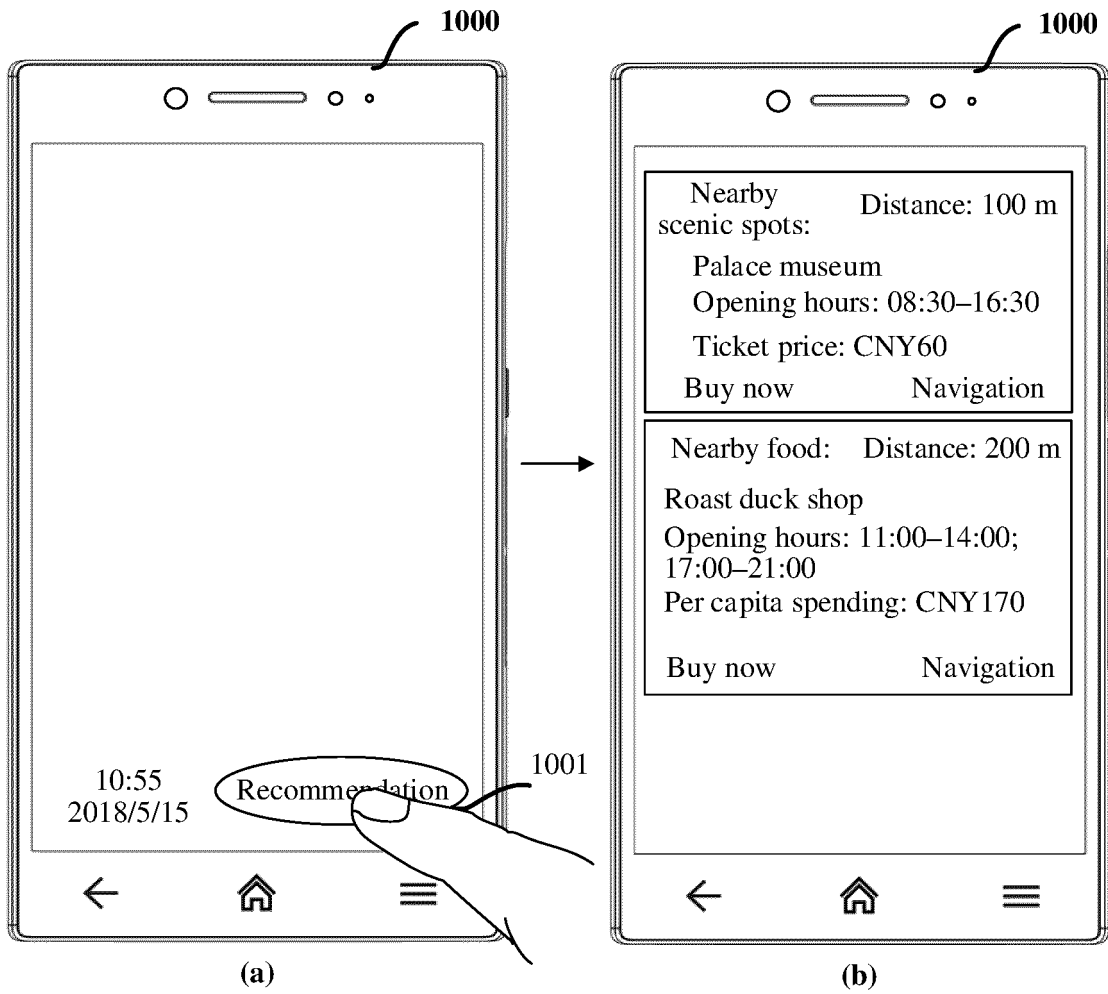 1000
10:55
2018/5/15
Recommendation
1001
(a)
1000
Nearby
scenic spots:
Distance: 100 m
Palace museum
Opening hours: 08:30–16:30
Ticket price: CNY60
Buy now
Navigation
Nearby food:
Distance: 200 m
Roast duck shop
Opening hours: 11:00–14:00;
17:00–21:00
Per capita spending: CNY170
Buy now
Navigation
(b)